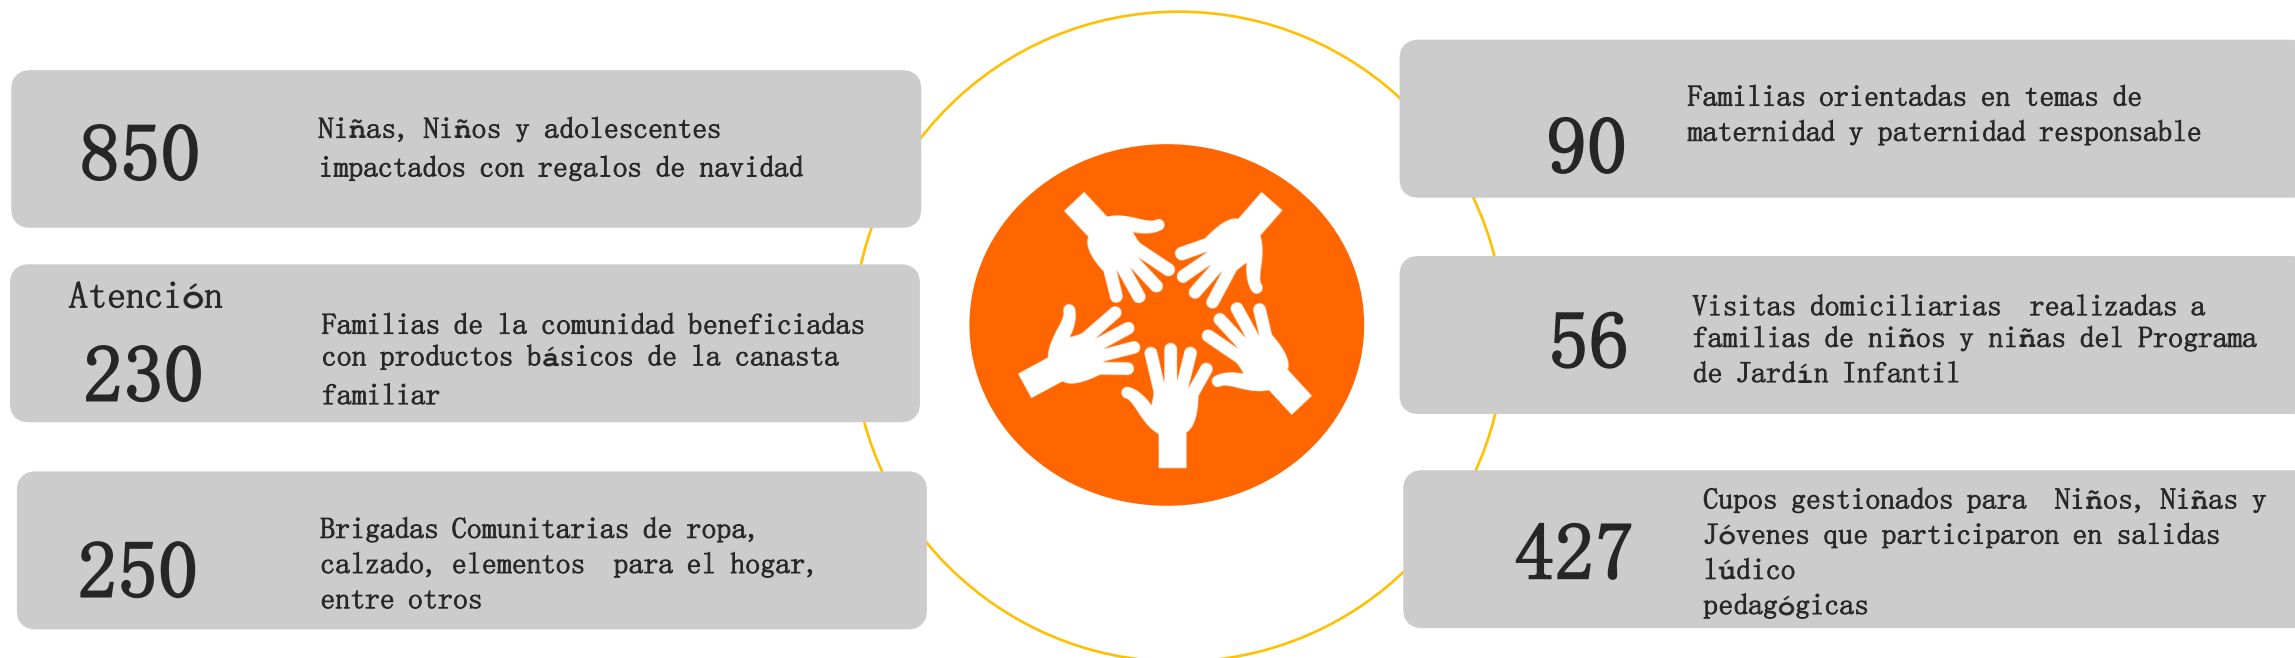 850
Niñas, Niños y adolescentes
impactados con regalos de navidad
Atención
230
Familias de la comunidad beneficiadas
con productos básicos de la canasta
familiar
250
Brigadas Comunitarias de ropa,
calzado, elementos para el hogar,
entre otros
90
Familias orientadas en temas de
maternidad y paternidad responsable
56
Visitas domiciliarias realizadas a
familias de niños y niñas del Programa
de Jardín Infantil
427
Cupos gestionados para Niños, Niñas y
Jóvenes que participaron en salidas
lúdico
pedagógicas